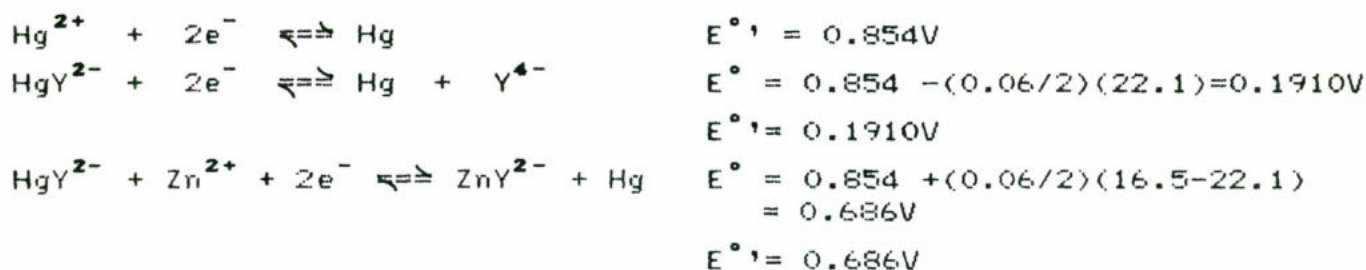 Hg²⁺ + 2e⁻ ⇌ Hg E°' = 0.854V
HgY²⁻ + 2e⁻ ⇌ Hg + Y⁴⁻ E° = 0.854 -(0.06/2)(22.1)=0.1910V
E°'= 0.1910V
HgY²⁻ + Zn²⁺ + 2e⁻ ⇌ ZnY²⁻ + Hg E° = 0.854 +(0.06/2)(16.5-22.1)
= 0.686V
E°'= 0.686V